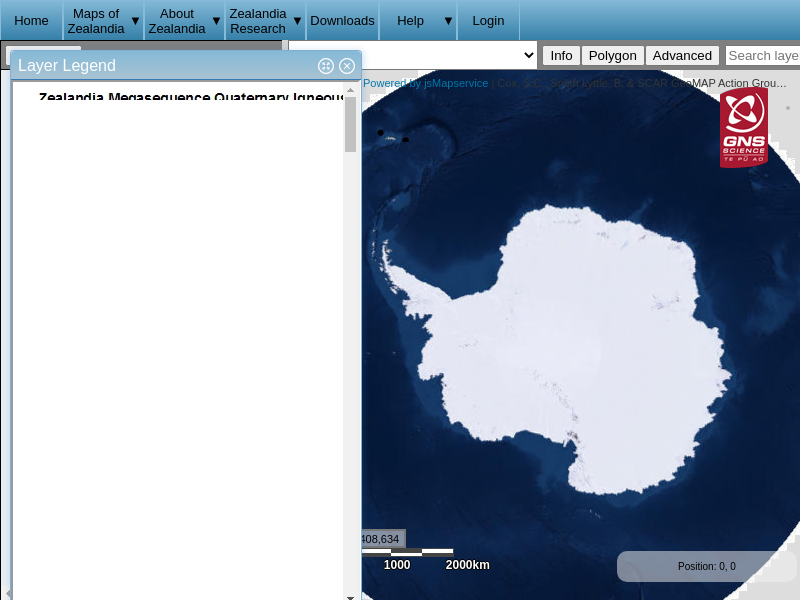 Home
Maps of
Zealandia ▼
About
Zealandia ▼
Zealandia
Research ▼
Downloads
Help ▼
Login
Info
Polygon
Advanced
Search laye
Layer Legend
Zealandia Megasequence Quaternary Igneous
Powered by jsMapservice | Cox, S.C., Smith Lyttle, B. & SCAR GeoMAP Action Grou…
GNS
SCIENCE
TE PŪ AO
408,634
1000
2000km
Position: 0, 0